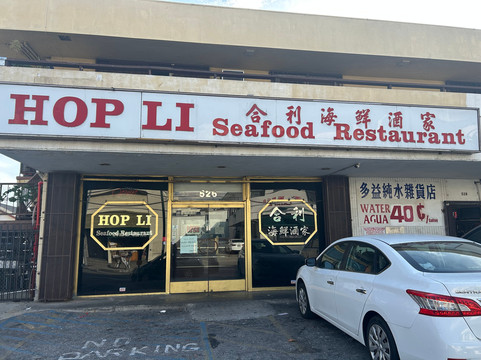 HOP LI 合利海鮮酒家
Seafood Restaurant
526
HOP LI
Seafood Restaurant
合利
海鮮酒家
多益純水雜貨店
WATER
AGUA 40¢
NO
PARKING